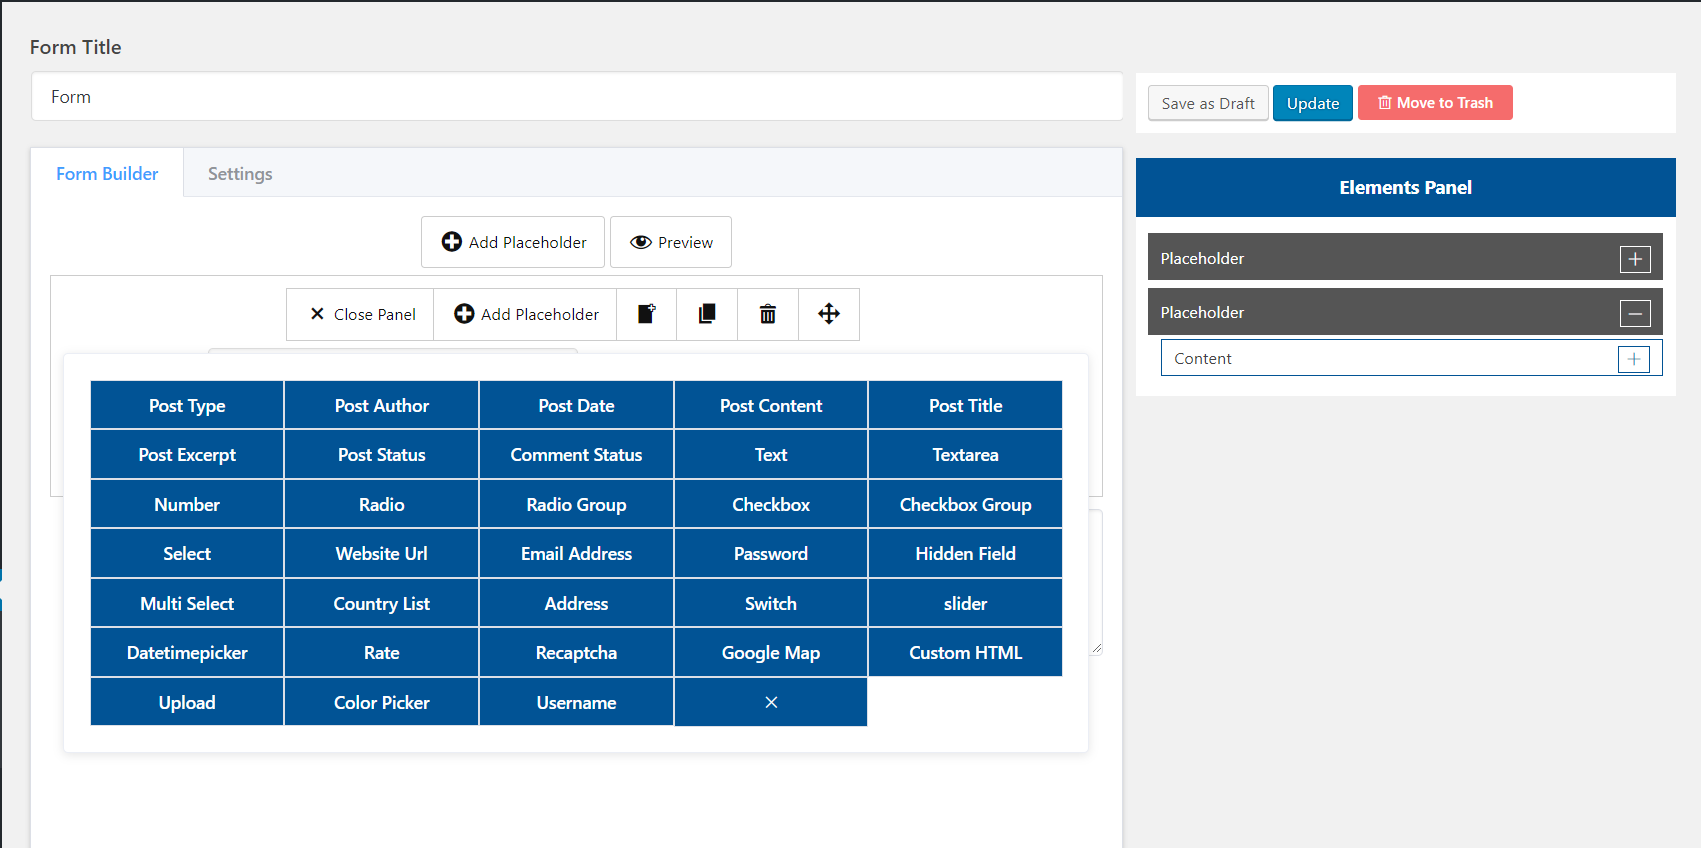 Form Title
Form
Save as Draft Update Move to Trash
Form Builder Settings
Elements Panel
Add Placeholder Preview
Placeholder
Close Panel Add Placeholder
Placeholder
Content
Post Type Post Author Post Date Post Content Post Title
Post Excerpt Post Status Comment Status Text Textarea
Number Radio Radio Group Checkbox Checkbox Group
Select Website Url Email Address Password Hidden Field
Multi Select Country List Address Switch slider
Datetimepicker Rate Recaptcha Google Map Custom HTML
Upload Color Picker Username